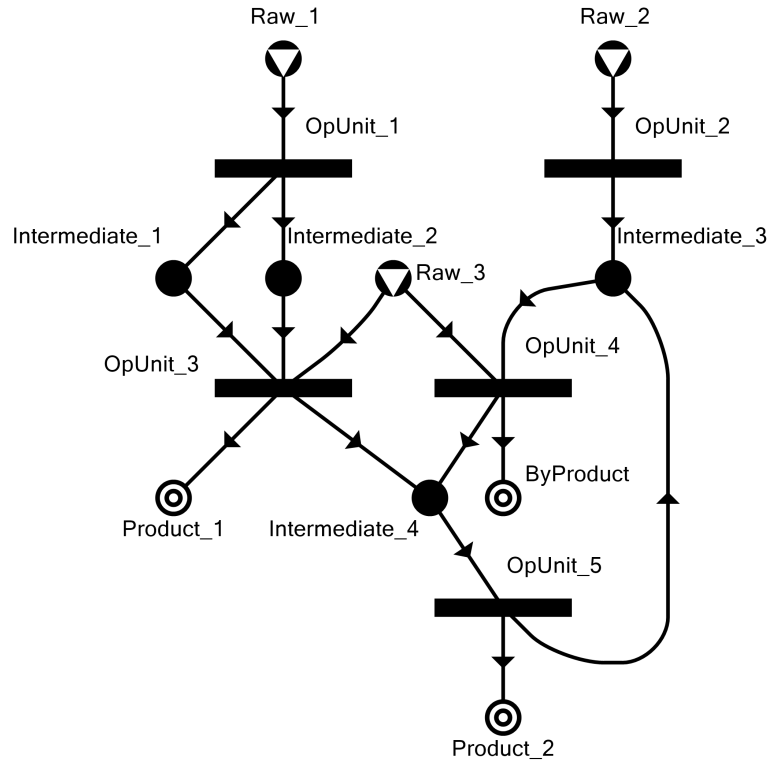 Raw_1
Raw_2
OpUnit_1
OpUnit_2
Intermediate_1
Intermediate_2
Intermediate_3
Raw_3
OpUnit_3
OpUnit_4
ByProduct
Product_1
Intermediate_4
OpUnit_5
Product_2